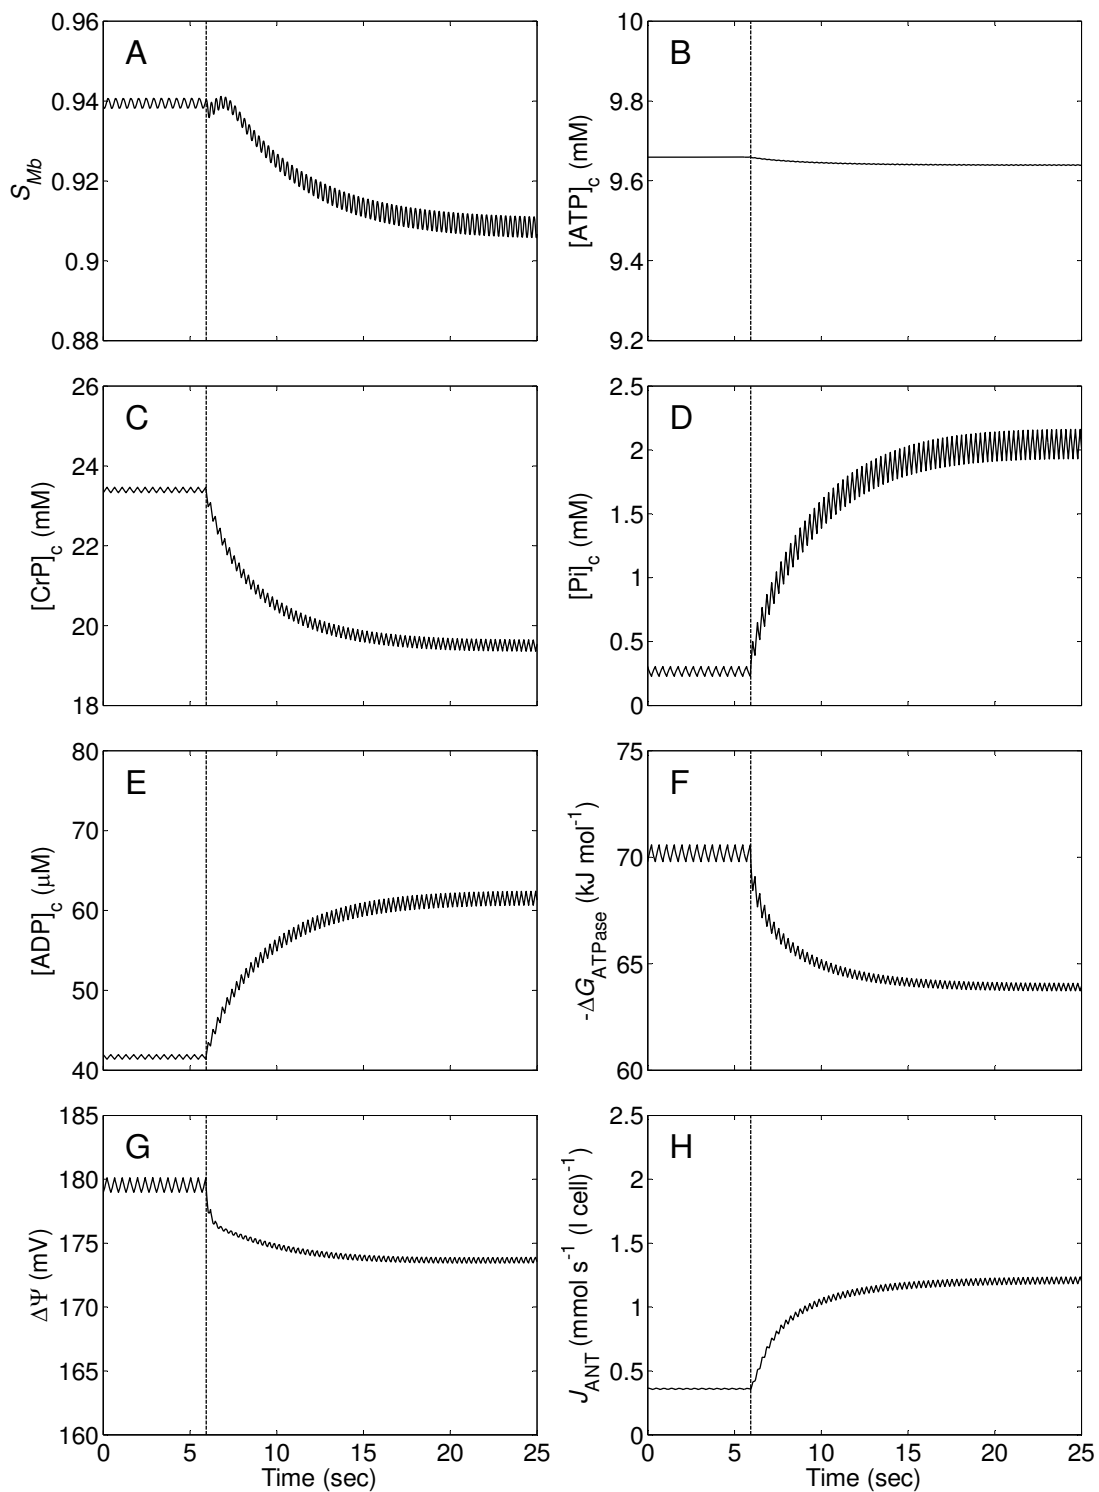 A
0.96
0.94
0.92
0.9
0.88
S_Mb
B
10
9.8
9.6
9.4
9.2
[ATP]_c (mM)
C
26
24
22
20
18
[CrP]_c (mM)
D
2.5
2
1.5
1
0.5
0
[Pi]_c (mM)
E
80
70
60
50
40
[ADP]_c (μM)
F
75
70
65
60
-ΔG_ATPase (kJ mol⁻¹)
G
185
180
175
170
165
160
ΔΨ (mV)
0 5 10 15 20 25
Time (sec)
H
2.5
2
1.5
1
0.5
0
J_ANT (mmol s⁻¹ (l cell)⁻¹)
0 5 10 15 20 25
Time (sec)